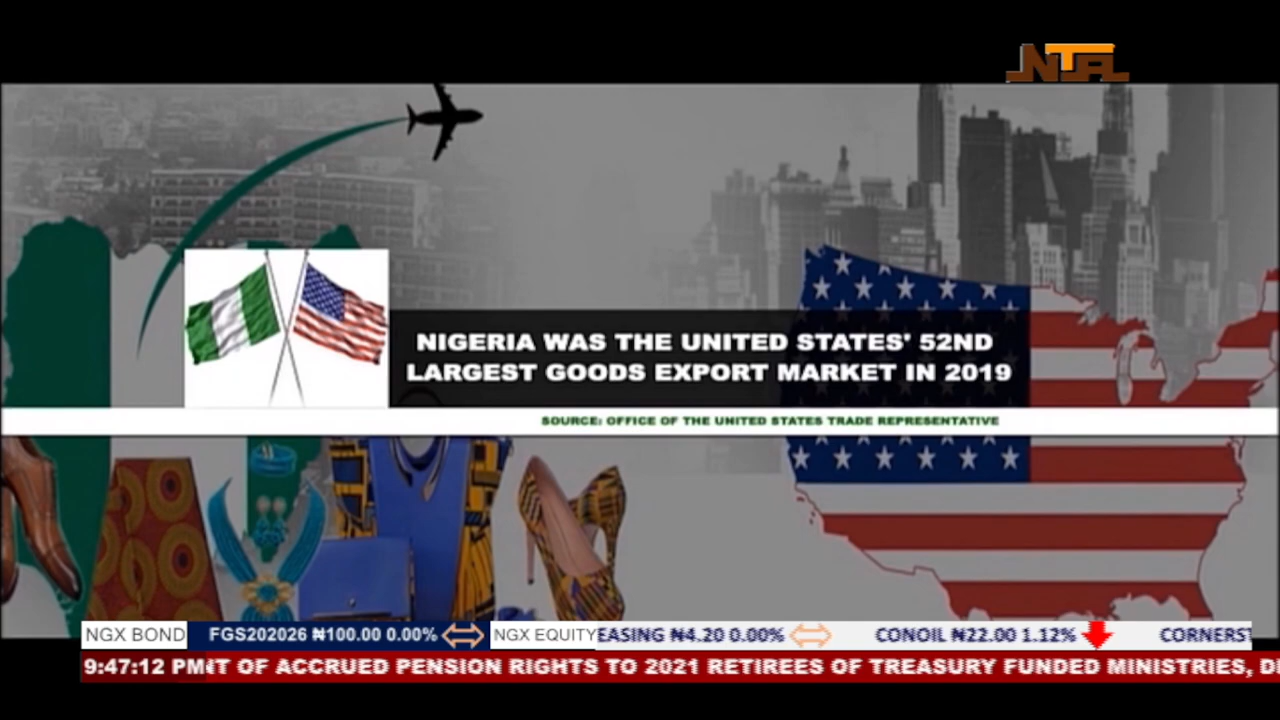 NTA
NIGERIA WAS THE UNITED STATES' 52ND
LARGEST GOODS EXPORT MARKET IN 2019
SOURCE: OFFICE OF THE UNITED STATES TRADE REPRESENTATIVE
NGX BOND FGS202026 ₦100.00 0.00% NGX EQUITY EASING ₦4.20 0.00% CONOIL ₦22.00 1.12% CORNERST
9:47:12 PM T OF ACCRUED PENSION RIGHTS TO 2021 RETIREES OF TREASURY FUNDED MINISTRIES, D